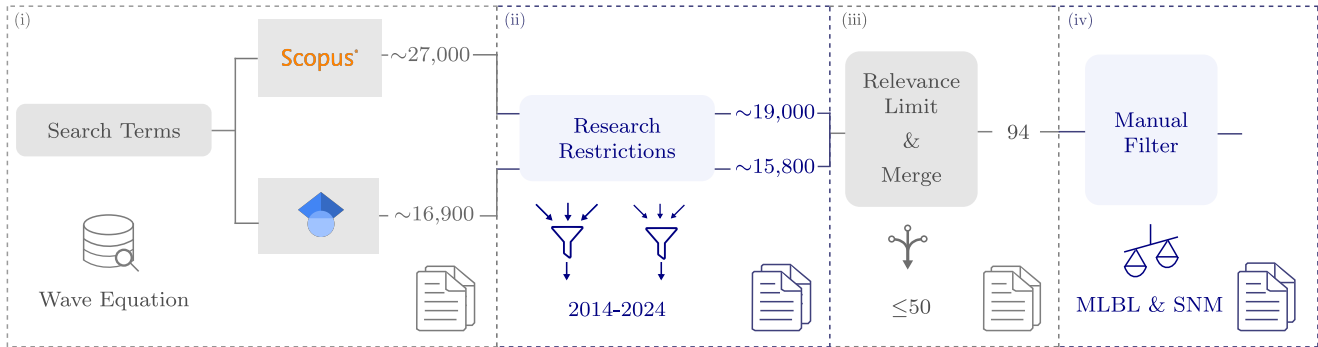 (i)
Search Terms
Scopus
~27,000
~16,900
Wave Equation
(ii)
Research
Restrictions
~19,000
~15,800
2014-2024
(iii)
Relevance
Limit
&
Merge
94
≤50
(iv)
Manual
Filter
MLBL & SNM